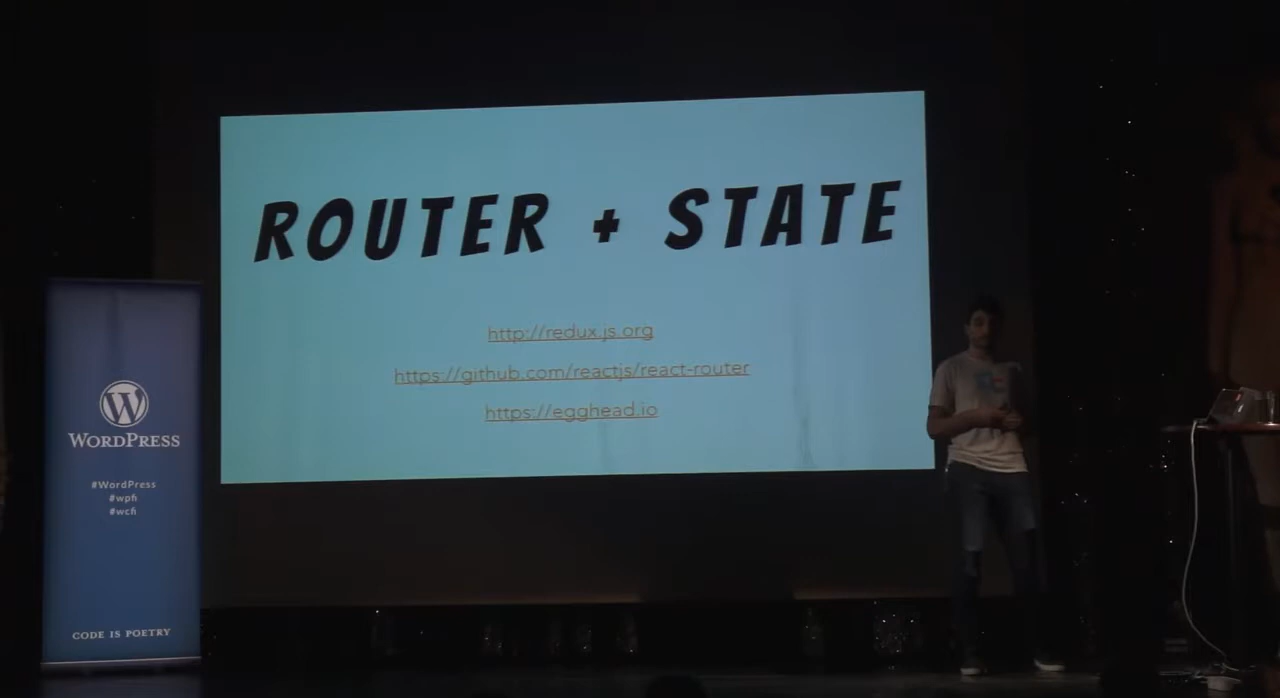 ROUTER + STATE
http://redux.js.org
https://github.com/reactjs/react-router
https://egghead.io
WORDPRESS
#WordPress
#wpfi
#wcfi
CODE IS POETRY